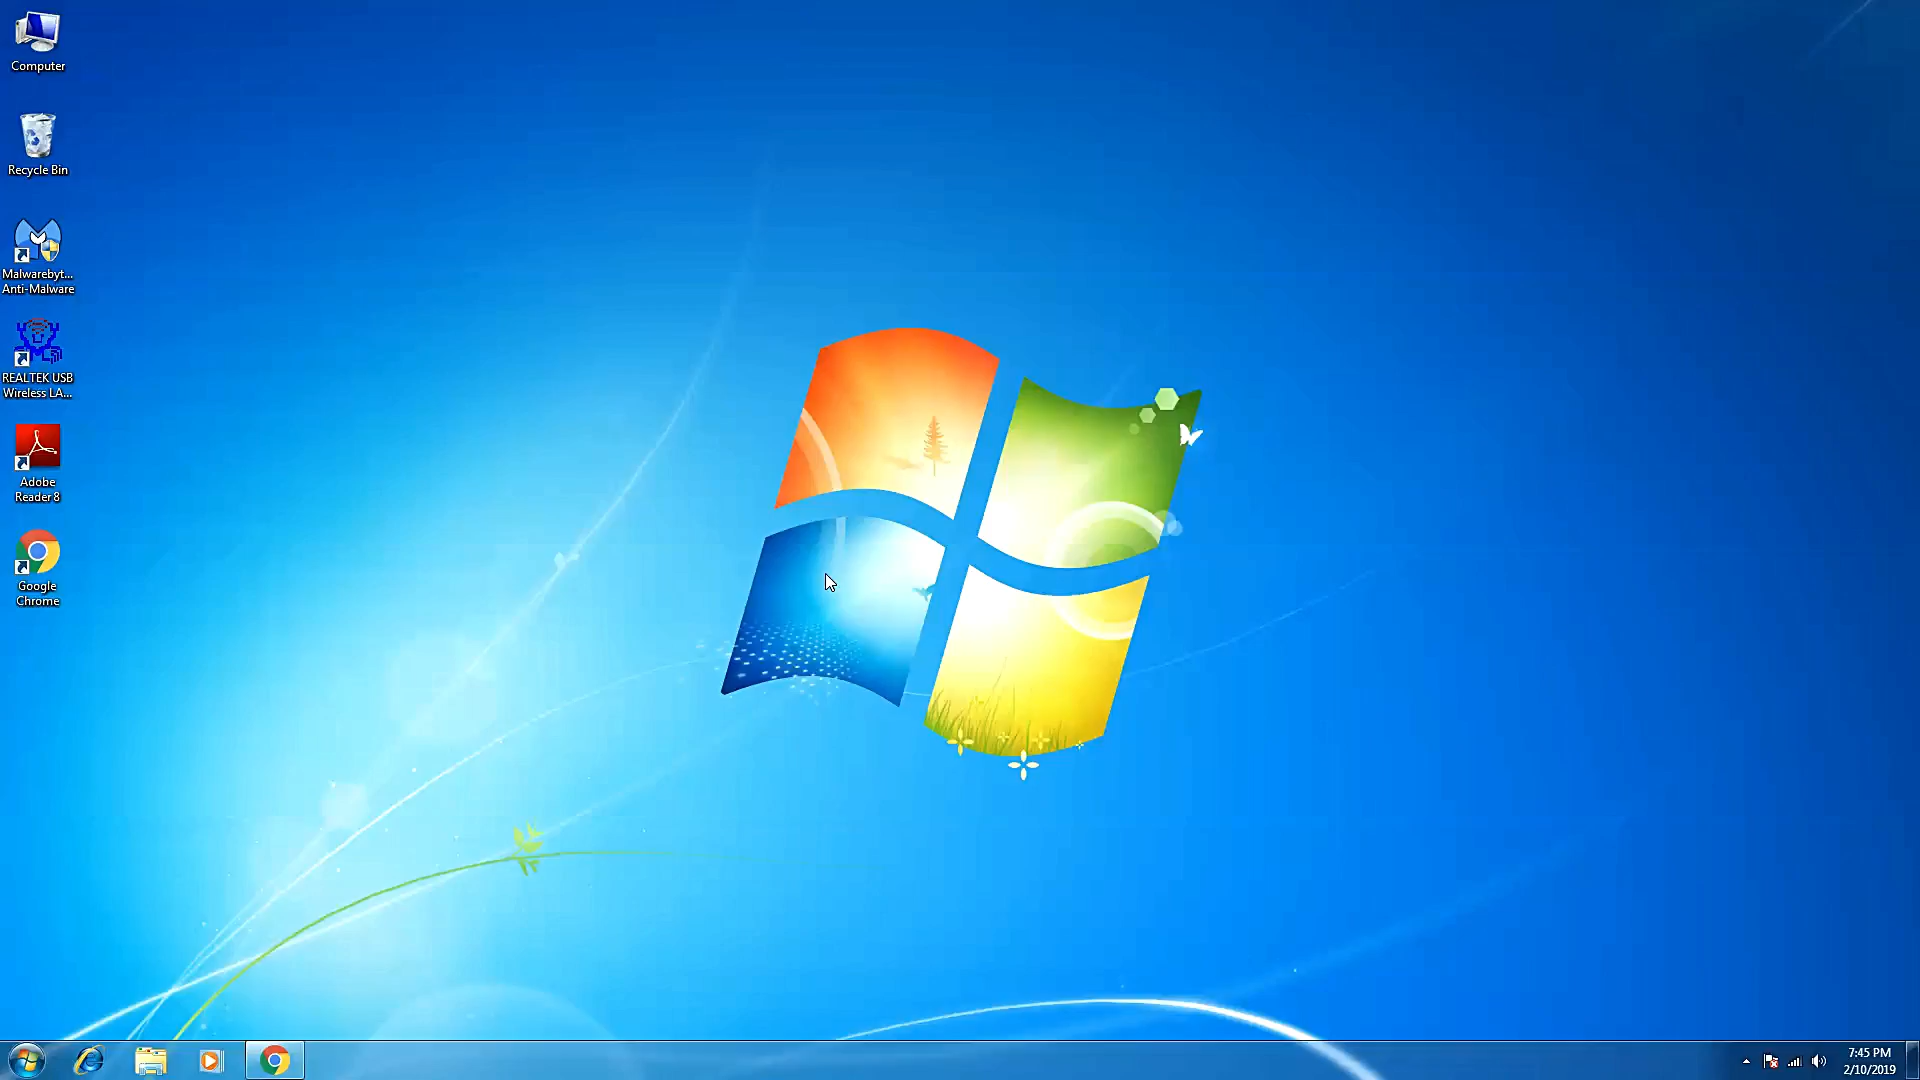 Computer
Recycle Bin
Malwarebyt...
Anti-Malware
REALTEK USB
Wireless LA...
Adobe
Reader 8
Google
Chrome
7:45 PM
2/10/2019